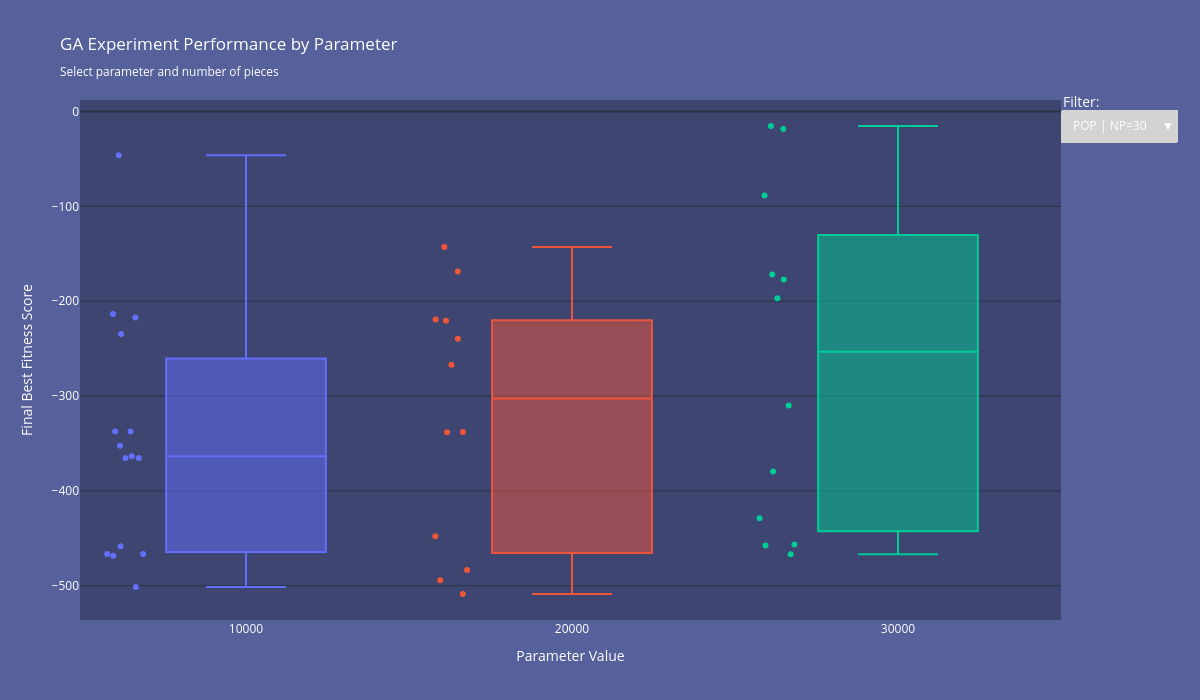 GA Experiment Performance by Parameter
Select parameter and number of pieces
Filter:
POP | NP=30 ▼
Final Best Fitness Score
0
−100
−200
−300
−400
−500
10000 20000 30000
Parameter Value